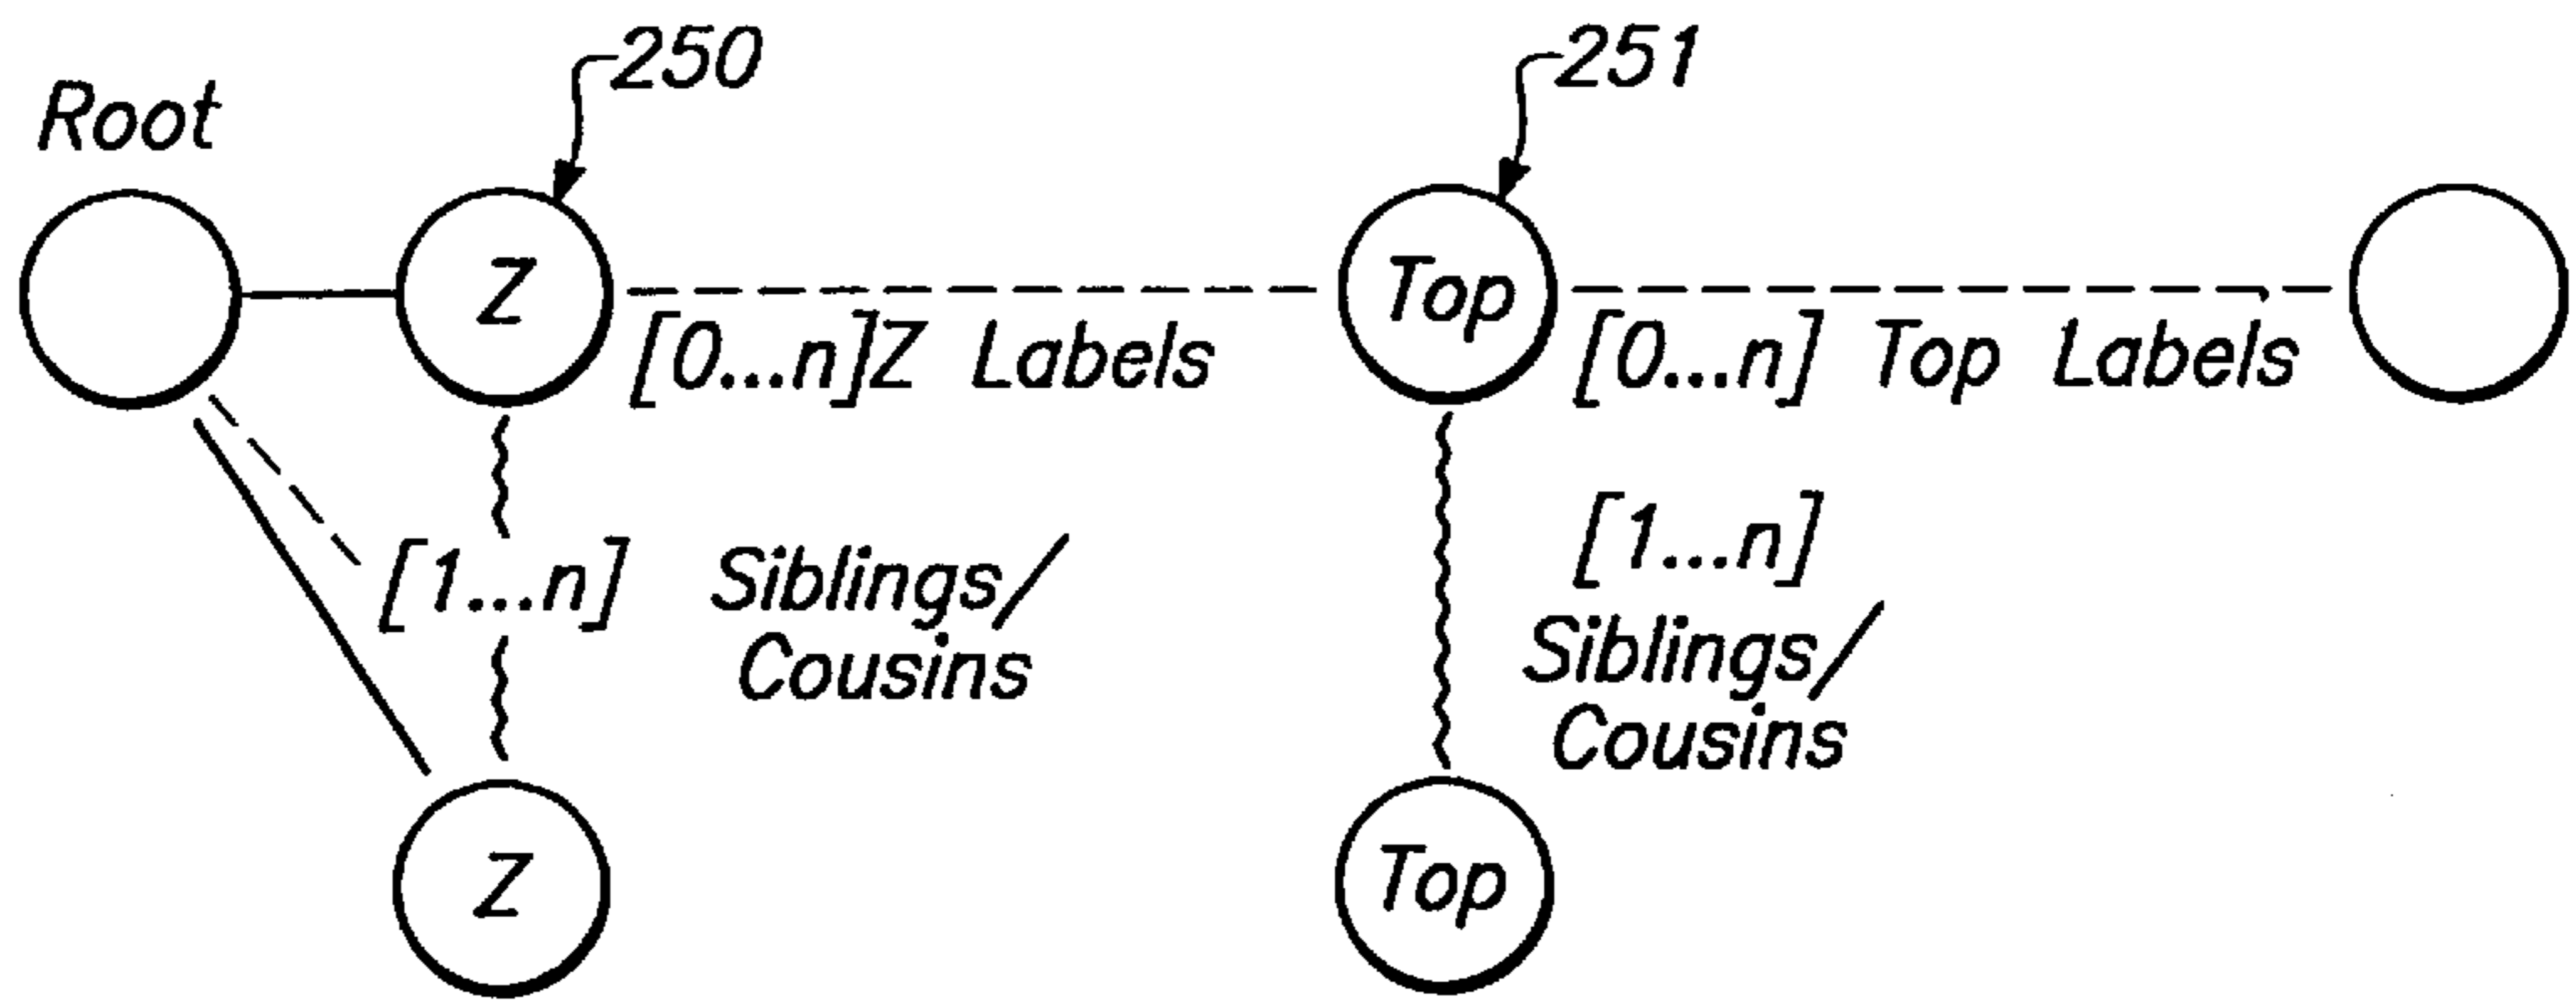 250
251
Root
Z
Top
[0...n]Z Labels
[0...n] Top Labels
[1...n]
Siblings/
Cousins
[1...n]
Siblings/
Cousins
Z
Top